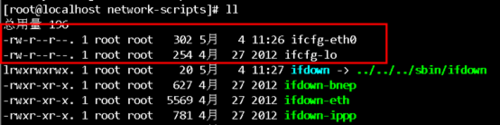 [root@localhost network-scripts]# ll
总用量 196
-rw-r--r--. 1 root root 302 5月 4 11:26 ifcfg-eth0
-rw-r--r--. 1 root root 254 4月 27 2012 ifcfg-lo
lrwxrwxrwx. 1 root root 20 5月 4 11:27 ifdown -> ../../../sbin/ifdown
-rwxr-xr-x. 1 root root 627 4月 27 2012 ifdown-bnep
-rwxr-xr-x. 1 root root 5569 4月 27 2012 ifdown-eth
-rwxr-xr-x. 1 root root 781 4月 27 2012 ifdown-ippp